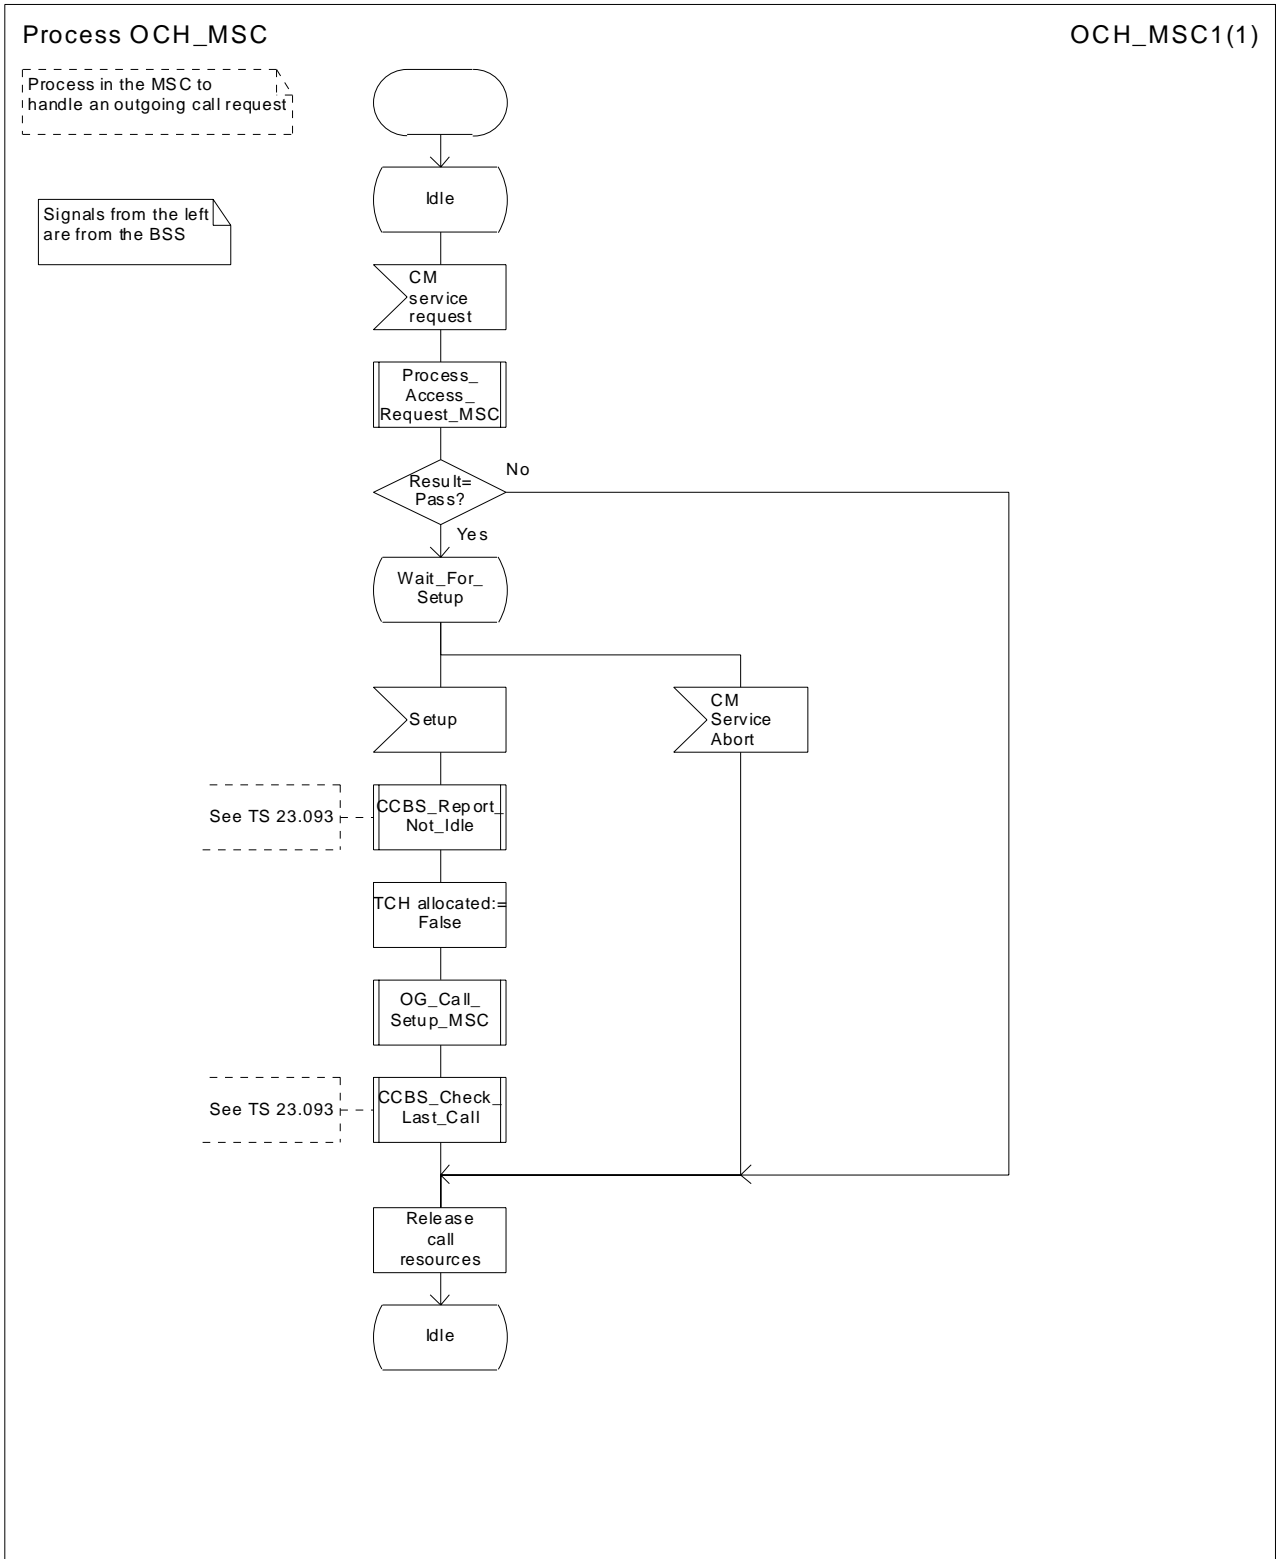 Process OCH_MSC
OCH_MSC1(1)
Process in the MSC to
handle an outgoing call request
Signals from the left
are from the BSS
Idle
CM
service
request
Process_
Access_
Request_MSC
Result=
Pass?
No
Yes
Wait_For_
Setup
Setup
CM
Service
Abort
See TS 23.093
CCBS_Report_
Not_Idle
TCH allocated:=
False
OG_Call_
Setup_MSC
See TS 23.093
CCBS_Check_
Last_Call
Release
call
resources
Idle